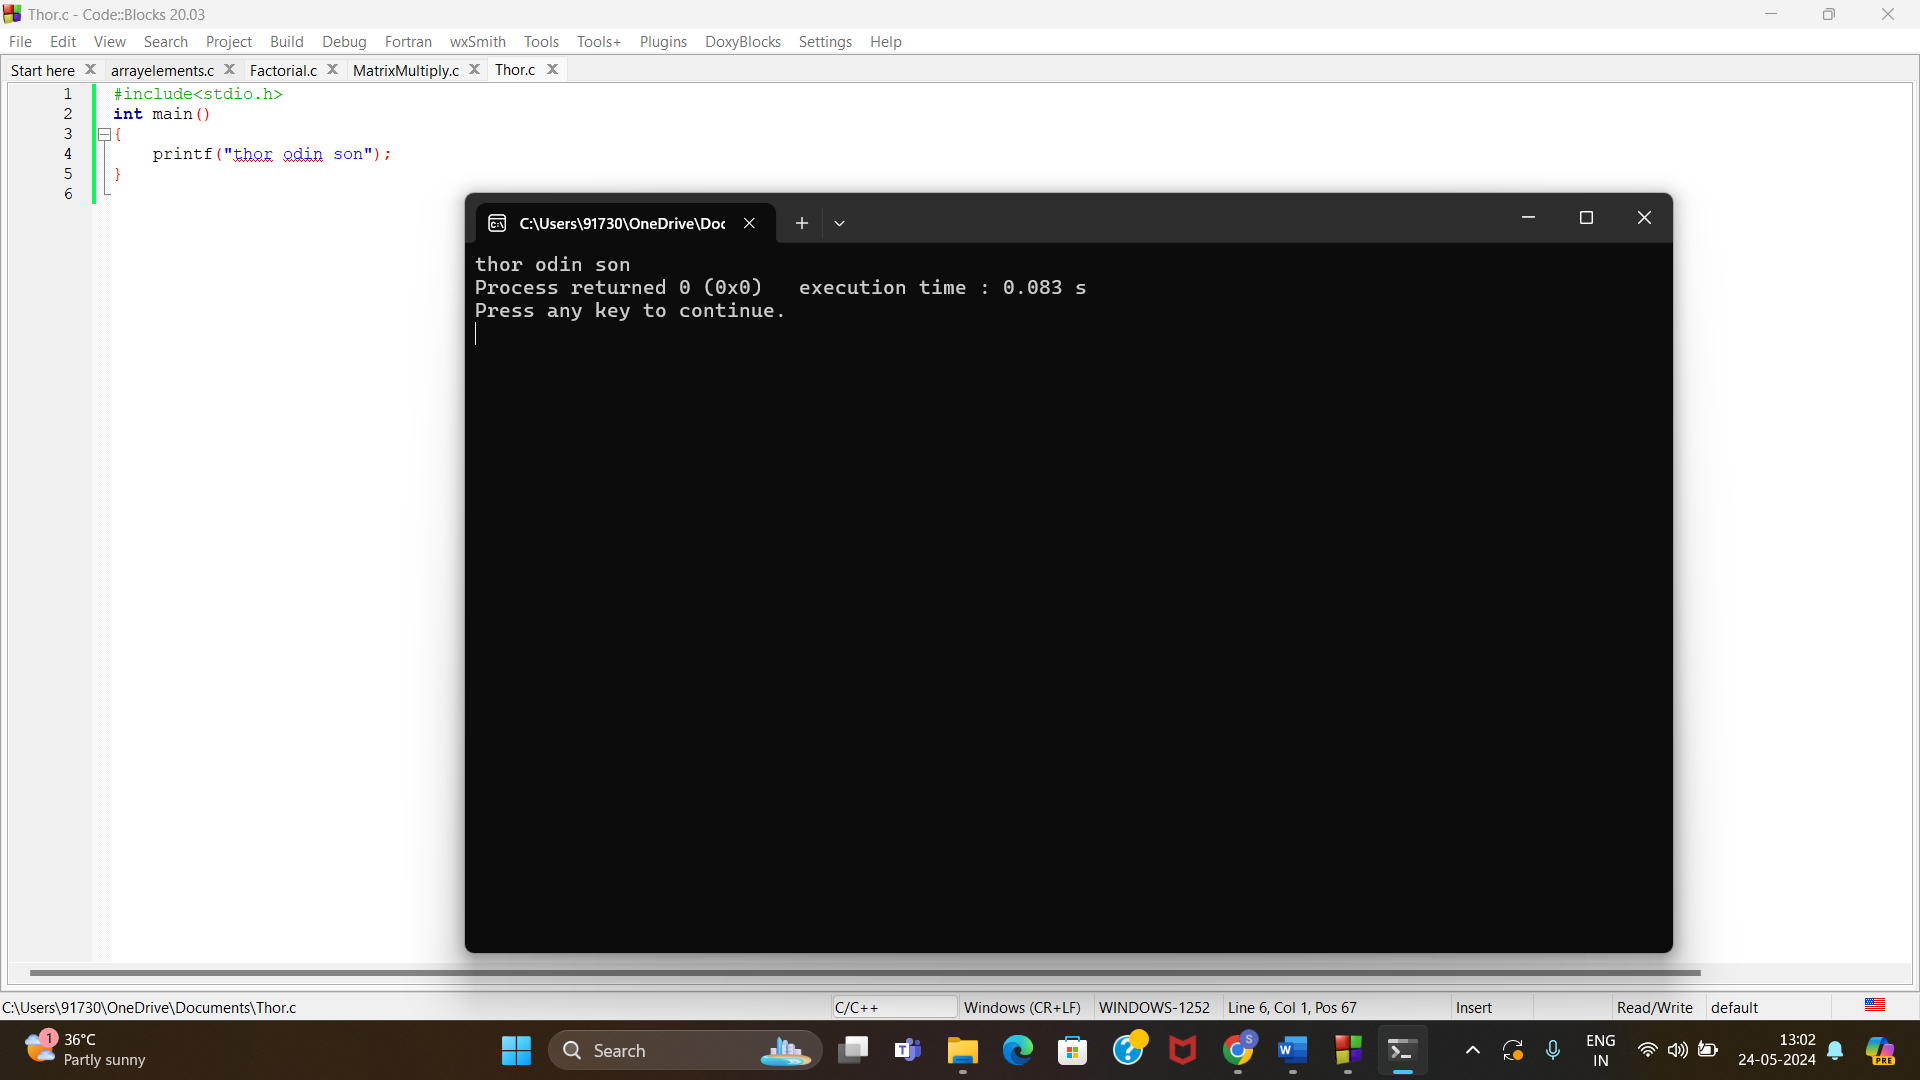 Thor.c - Code::Blocks 20.03
File Edit View Search Project Build Debug Fortran wxSmith Tools Tools+ Plugins DoxyBlocks Settings Help
Start here arrayelements.c Factorial.c MatrixMultiply.c Thor.c
1 #include<stdio.h>
2 int main()
3 {
4 printf("thor odin son");
5 }
6
C:\Users\91730\OneDrive\Doc
thor odin son
Process returned 0 (0x0)   execution time : 0.083 s
Press any key to continue.
C:\Users\91730\OneDrive\Documents\Thor.c C/C++ Windows (CR+LF) WINDOWS-1252 Line 6, Col 1, Pos 67 Insert Read/Write default
1 36°C
Partly sunny
Search
S
W
PRE
ENG
IN
13:02
24-05-2024